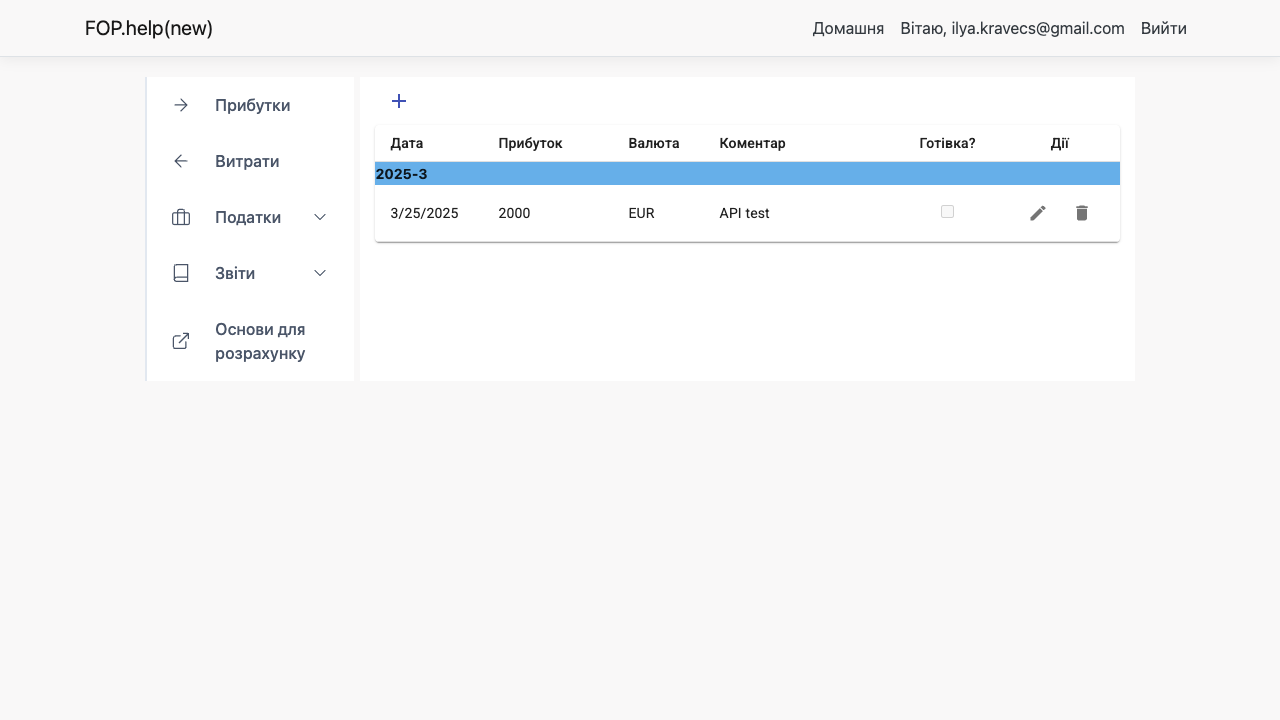 FOP.help(new)
Домашня
Вітаю, ilya.kravecs@gmail.com
Вийти
Прибутки
Витрати
Податки
Звіти
Основи для
розрахунку
Дата Прибуток Валюта Коментар Готівка? Дії
2025-3
3/25/2025 2000 EUR API test